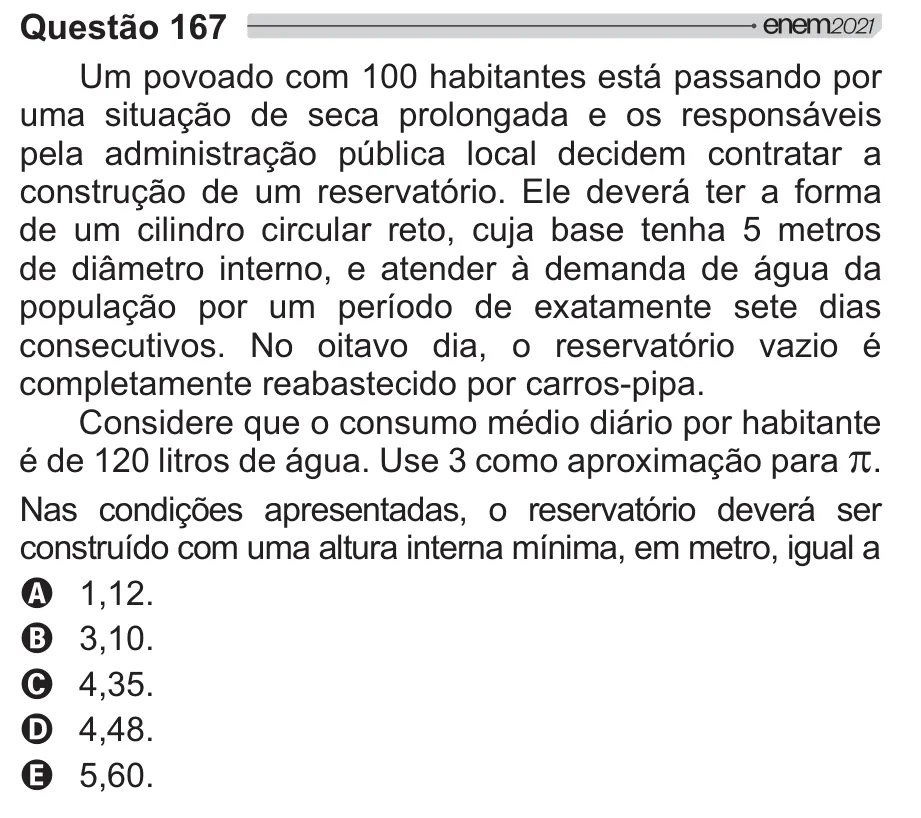 Questão 167 enem2021
Um povoado com 100 habitantes está passando por
uma situação de seca prolongada e os responsáveis
pela administração pública local decidem contratar a
construção de um reservatório. Ele deverá ter a forma
de um cilindro circular reto, cuja base tenha 5 metros
de diâmetro interno, e atender à demanda de água da
população por um período de exatamente sete dias
consecutivos. No oitavo dia, o reservatório vazio é
completamente reabastecido por carros-pipa.
Considere que o consumo médio diário por habitante
é de 120 litros de água. Use 3 como aproximação para π.
Nas condições apresentadas, o reservatório deverá ser
construído com uma altura interna mínima, em metro, igual a
A 1,12.
B 3,10.
C 4,35.
D 4,48.
E 5,60.